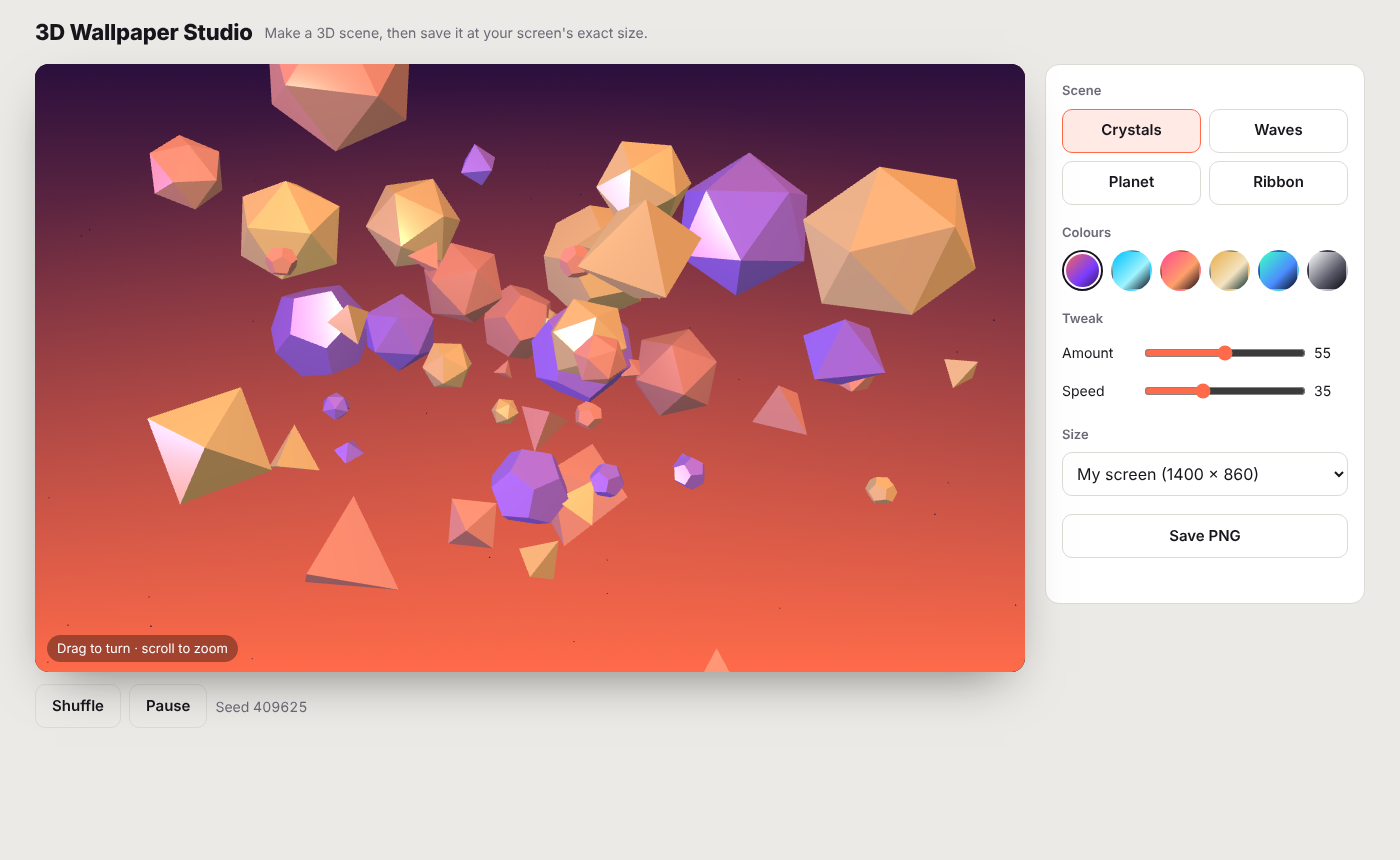 3D Wallpaper Studio Make a 3D scene, then save it at your screen's exact size.
Scene
Crystals Waves
Planet Ribbon
Colours
Tweak
Amount 55
Speed 35
Size
My screen (1400 × 860)
Save PNG
Drag to turn · scroll to zoom
Shuffle Pause Seed 409625